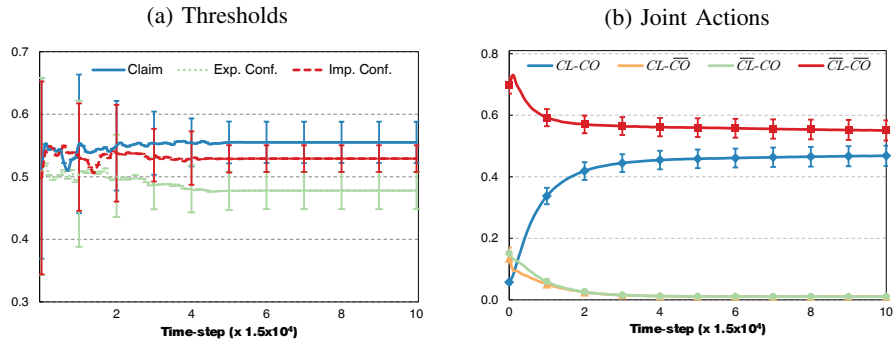 (a) Thresholds
0.7
Claim Exp. Conf. Imp. Conf.
0.6
0.5
0.4
0.3
2 4 6 8 10
Time-step (x 1.5x10⁴)
(b) Joint Actions
0.8
CL-CO CL-C̅O̅ C̅L̅-CO C̅L̅-C̅O̅
0.6
0.4
0.2
0.0
0 2 4 6 8 10
Time-step (x 1.5x10⁴)